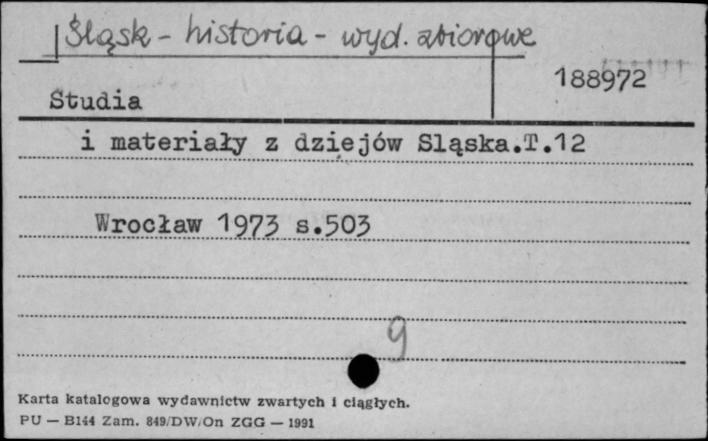 Śląsk - historia - wyd. zbiorowe
188972
Studia
i materiały z dziejów Sląska.T.12
Wrocław 1973 s.503
9
Karta katalogowa wydawnictw zwartych i ciągłych.
PU — B144 Zam. 849/DW/On ZGG — 1991